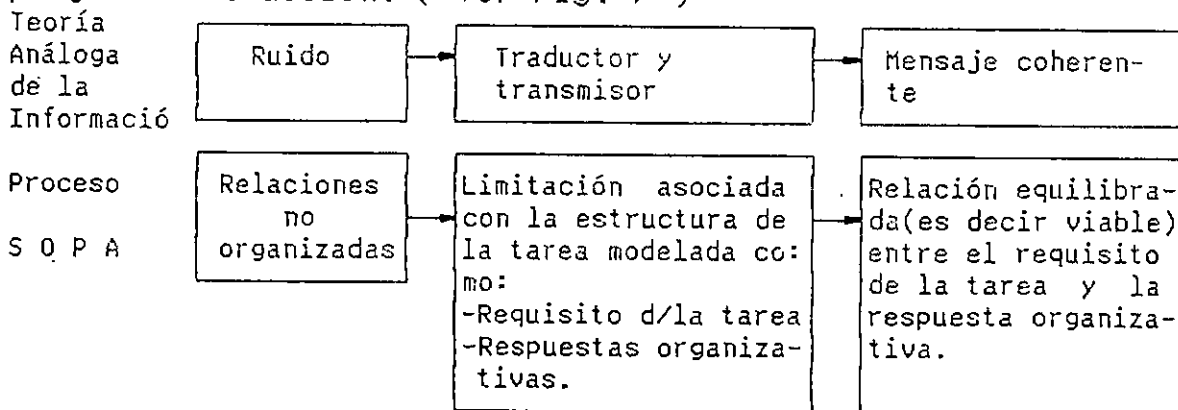 Teoría
Análoga
de la
Informació
Ruido
Traductor y
transmisor
Mensaje coheren-
te
Proceso
S O P A
Relaciones
no
organizadas
Limitación asociada
con la estructura de
la tarea modelada co:
mo:
-Requisito d/la tarea
-Respuestas organiza-
tivas.
Relación equilibra-
da(es decir viable)
entre el requisito
de la tarea y la
respuesta organiza-
tiva.